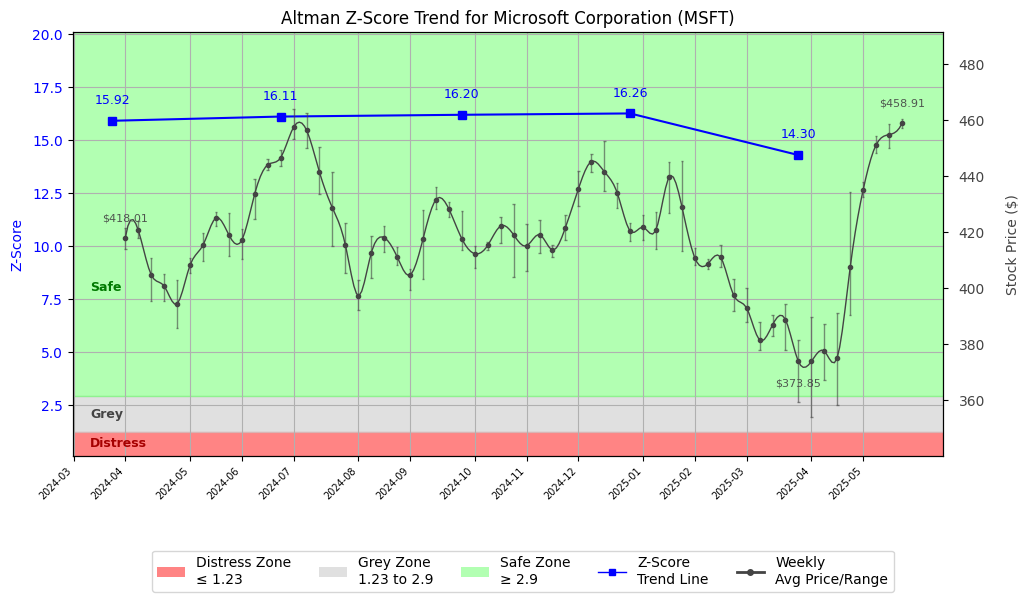 Altman Z-Score Trend for Microsoft Corporation (MSFT)
20.0
17.5
15.0
12.5
10.0
7.5
5.0
2.5
Z-Score
480
460
440
420
400
380
360
Stock Price ($)
15.92
16.11
16.20
16.26
14.30
$418.01
$373.85
$458.91
Safe
Grey
Distress
2024-03
2024-04
2024-05
2024-06
2024-07
2024-08
2024-09
2024-10
2024-11
2024-12
2025-01
2025-02
2025-03
2025-04
2025-05
Distress Zone
≤ 1.23
Grey Zone
1.23 to 2.9
Safe Zone
≥ 2.9
Z-Score
Trend Line
Weekly
Avg Price/Range